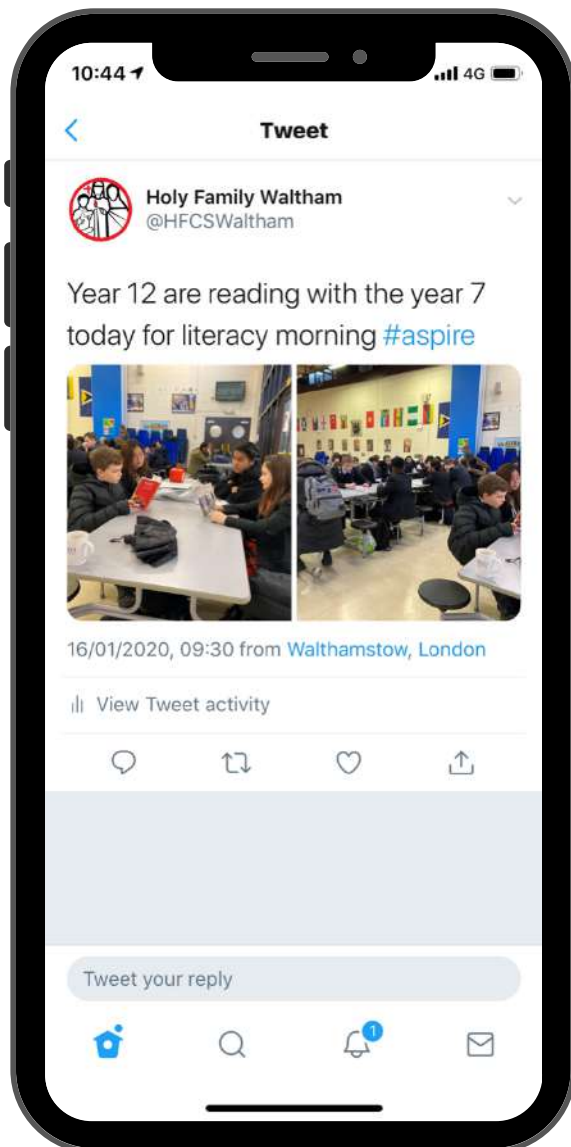 10:44
4G
Tweet
Holy Family Waltham
@HFCSWaltham
Year 12 are reading with the year 7
today for literacy morning #aspire
16/01/2020, 09:30 from Walthamstow, London
View Tweet activity
Tweet your reply
1